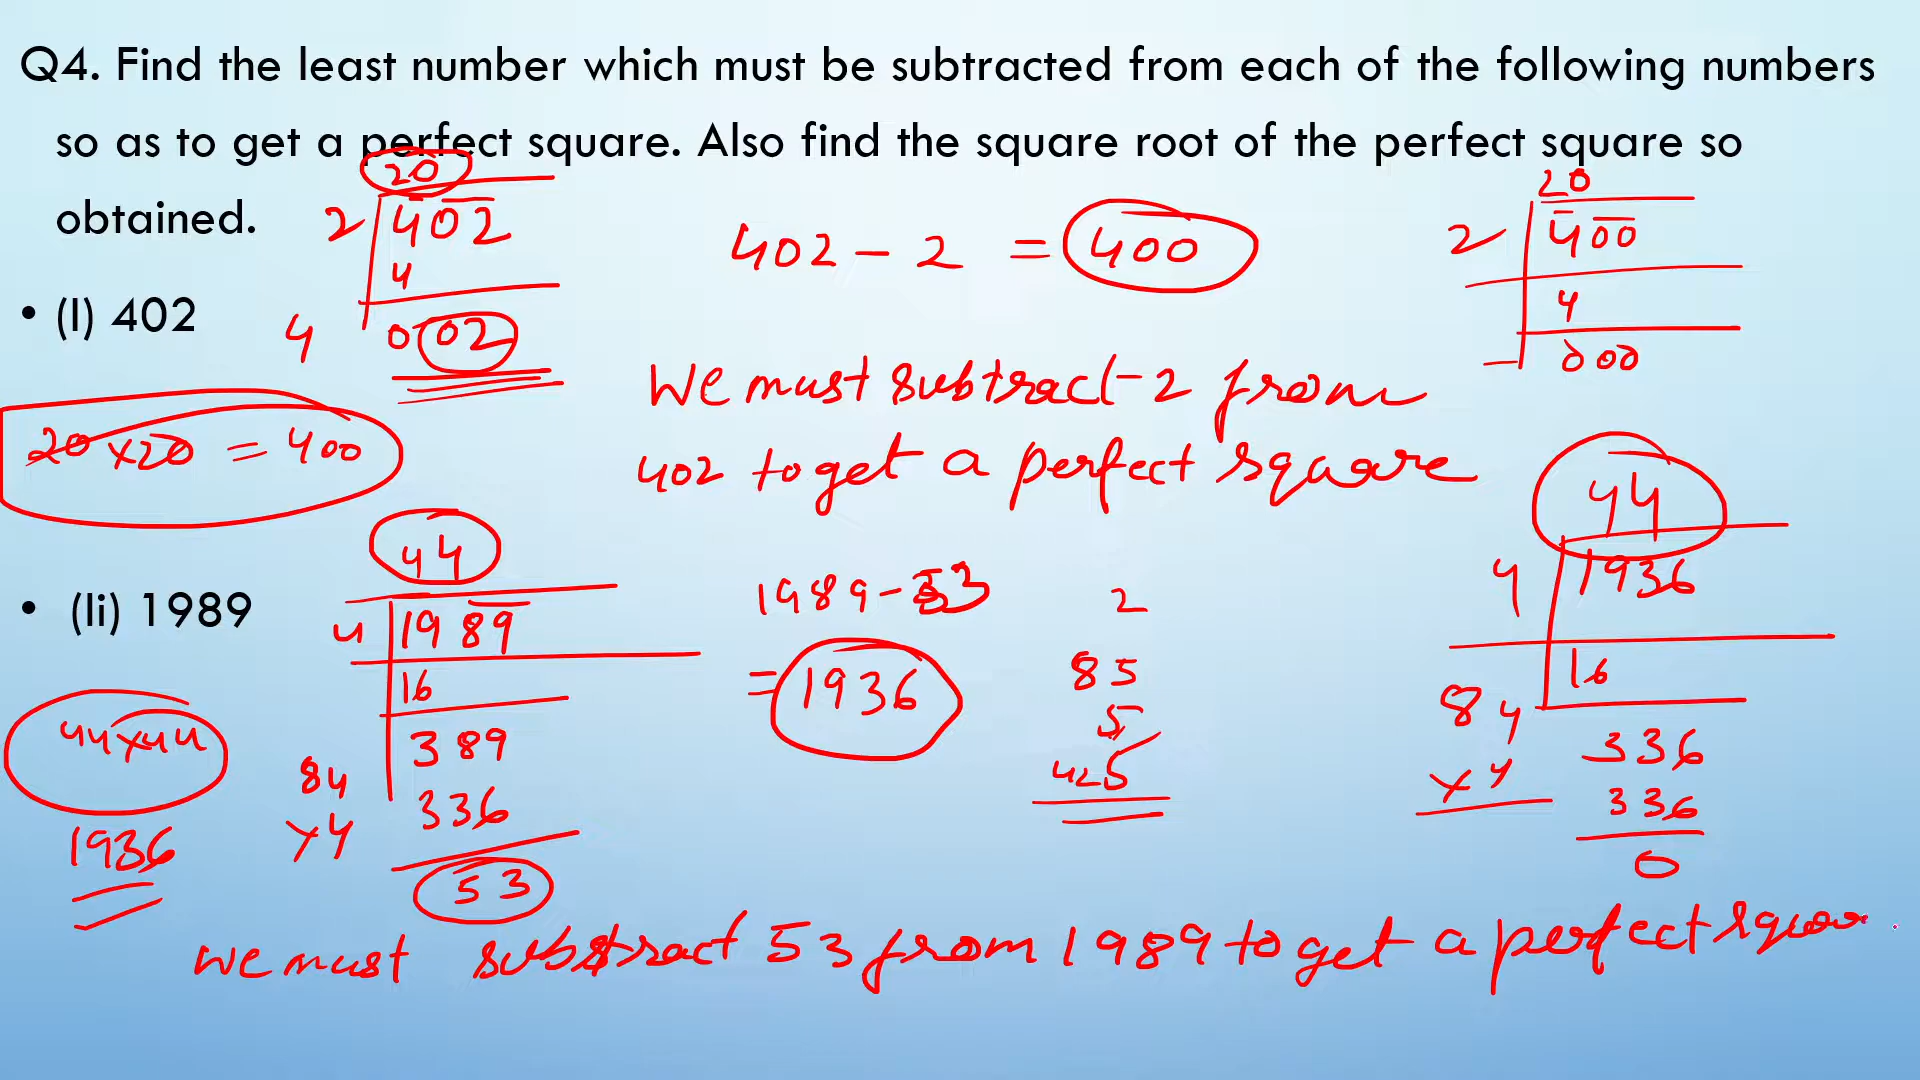 Q4. Find the least number which must be subtracted from each of the following numbers
so as to get a perfect square. Also find the square root of the perfect square so
obtained.
20
2 402
4
4 0 02
402 - 2 = 400
20
2 400
4
000
• (I) 402
20 x 20 = 400
We must subtract 2 from
402 to get a perfect square
• (Ii) 1989
44
4 1989
16
389
84
x4
336
53
44 x 44
1936
1989 - 53
= 1936
2
85
5
425
44
4 1936
16
84
x 4
336
336
0
We must substract 53 from 1989 to get a perfect square